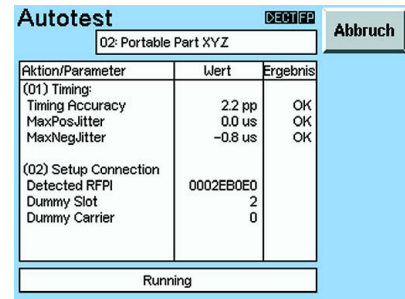 Autotest
DECT FP
Abbruch
02: Portable Part XYZ
Aktion/Parameter Wert Ergebnis
(01) Timing:
Timing Accuracy 2.2 pp OK
MaxPosJitter 0.0 us OK
MaxNegJitter -0.8 us OK
(02) Setup Connection
Detected RFPI 0002EB0E0
Dummy Slot 2
Dummy Carrier 0
Running